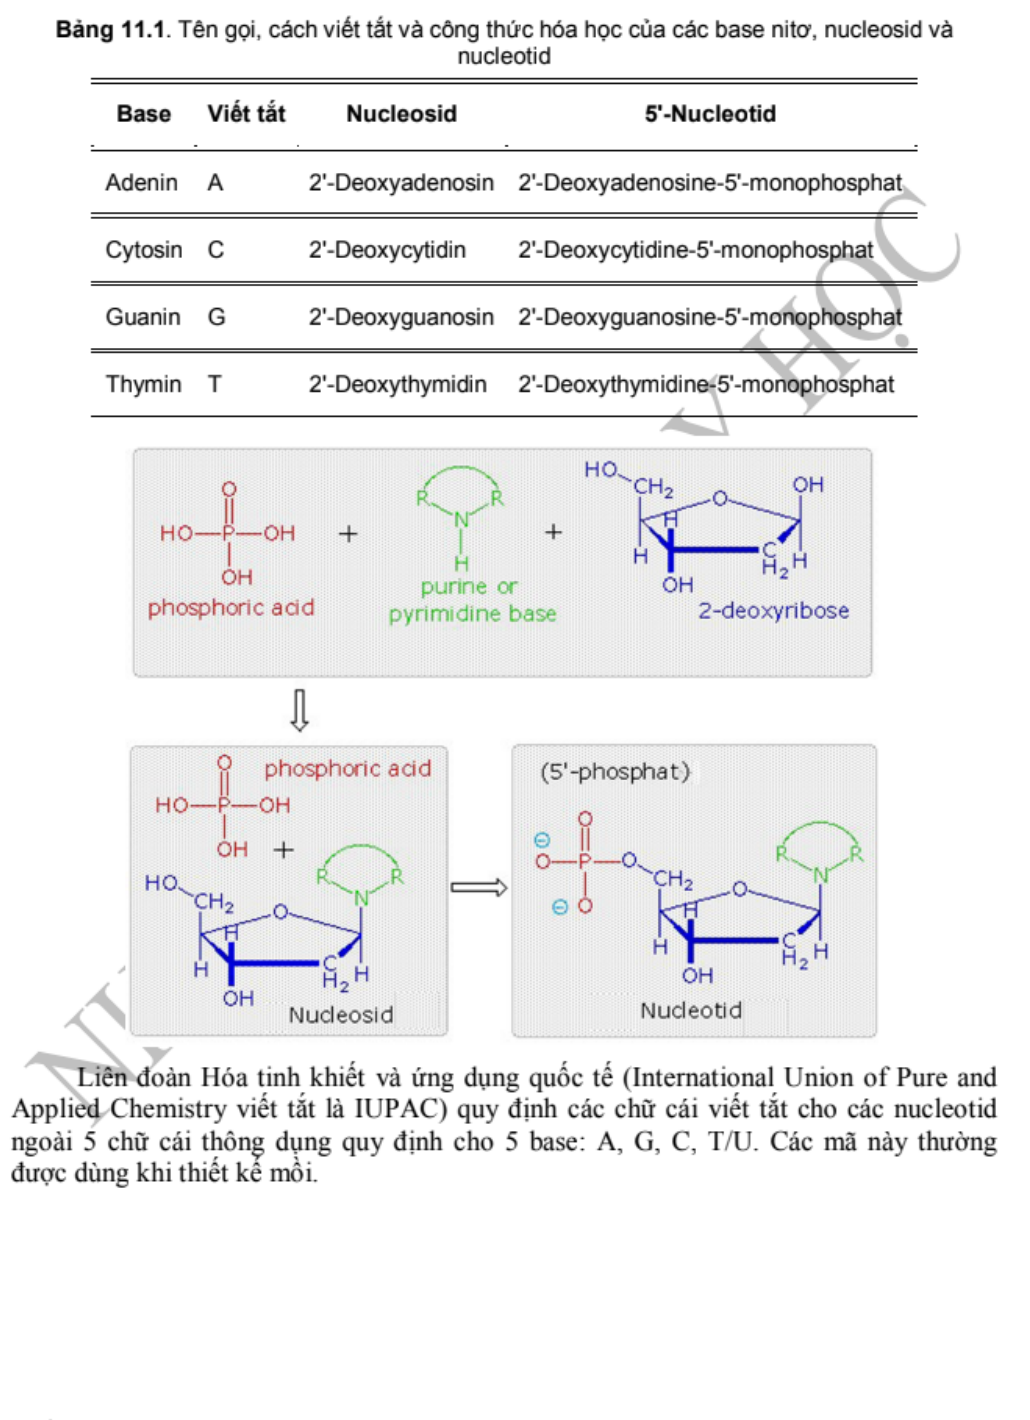 Bảng 11.1. Tên gọi, cách viết tắt và công thức hóa học của các base nitơ, nucleosid và
nucleotid
Base Viết tắt Nucleosid 5'-Nucleotid
Adenin A 2'-Deoxyadenosin 2'-Deoxyadenosine-5'-monophosphat
Cytosin C 2'-Deoxycytidin 2'-Deoxycytidine-5'-monophosphat
Guanin G 2'-Deoxyguanosin 2'-Deoxyguanosine-5'-monophosphat
Thymin T 2'-Deoxythymidin 2'-Deoxythymidine-5'-monophosphat
Y HỌC
O
HO—P—OH
OH
phosphoric acid
+
R R
N
H
purine or
pyrimidine base
+
HO
CH2
O
OH
H
H
C
H2
H
OH
2-deoxyribose
O
phosphoric acid
HO—P—OH
OH +
R R
N
HO
CH2
O
H
H
C
H2
H
OH
Nucleosid
(5'-phosphat)
O
⊖
O—P—O
⊖ O
CH2
R R
N
O
H
H
C
H2
H
OH
Nucleotid
Liên đoàn Hóa tinh khiết và ứng dụng quốc tế (International Union of Pure and
Applied Chemistry viết tắt là IUPAC) quy định các chữ cái viết tắt cho các nucleotid
ngoài 5 chữ cái thông dụng quy định cho 5 base: A, G, C, T/U. Các mã này thường
được dùng khi thiết kế mồi.